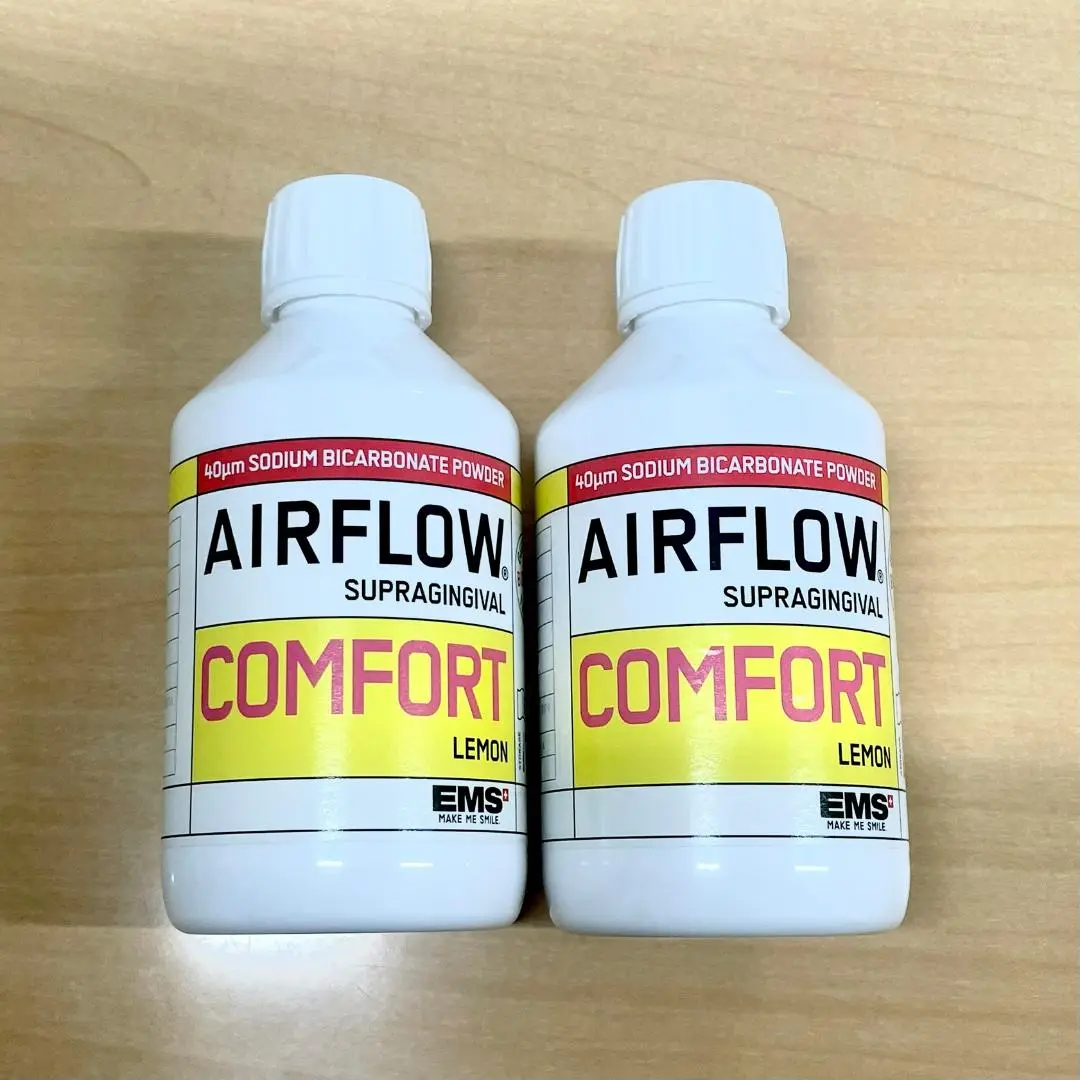 40µm SODIUM BICARBONATE POWDER
AIRFLOW®
SUPRAGINGIVAL
COMFORT
LEMON
EMS
MAKE ME SMILE.
40µm SODIUM BICARBONATE POWDER
AIRFLOW®
SUPRAGINGIVAL
COMFORT
LEMON
EMS
MAKE ME SMILE.